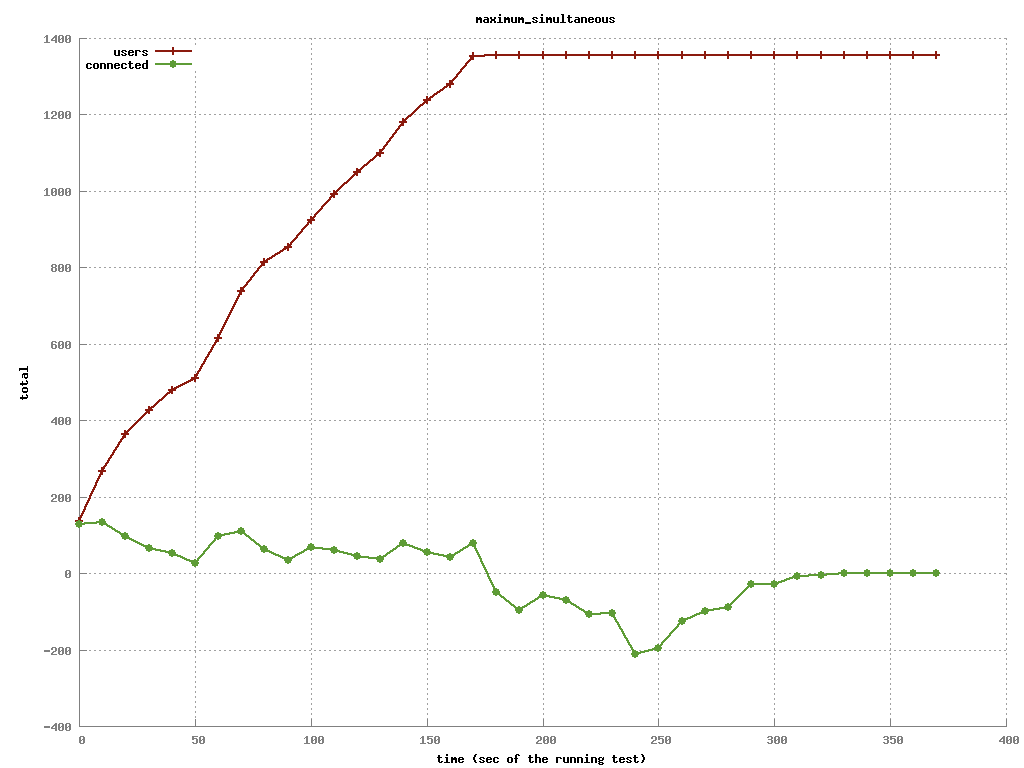 maximum_simultaneous
1400
users
connected
1200
1000
800
600
total
400
200
0
-200
-400
0 50 100 150 200 250 300 350 400
time (sec of the running test)